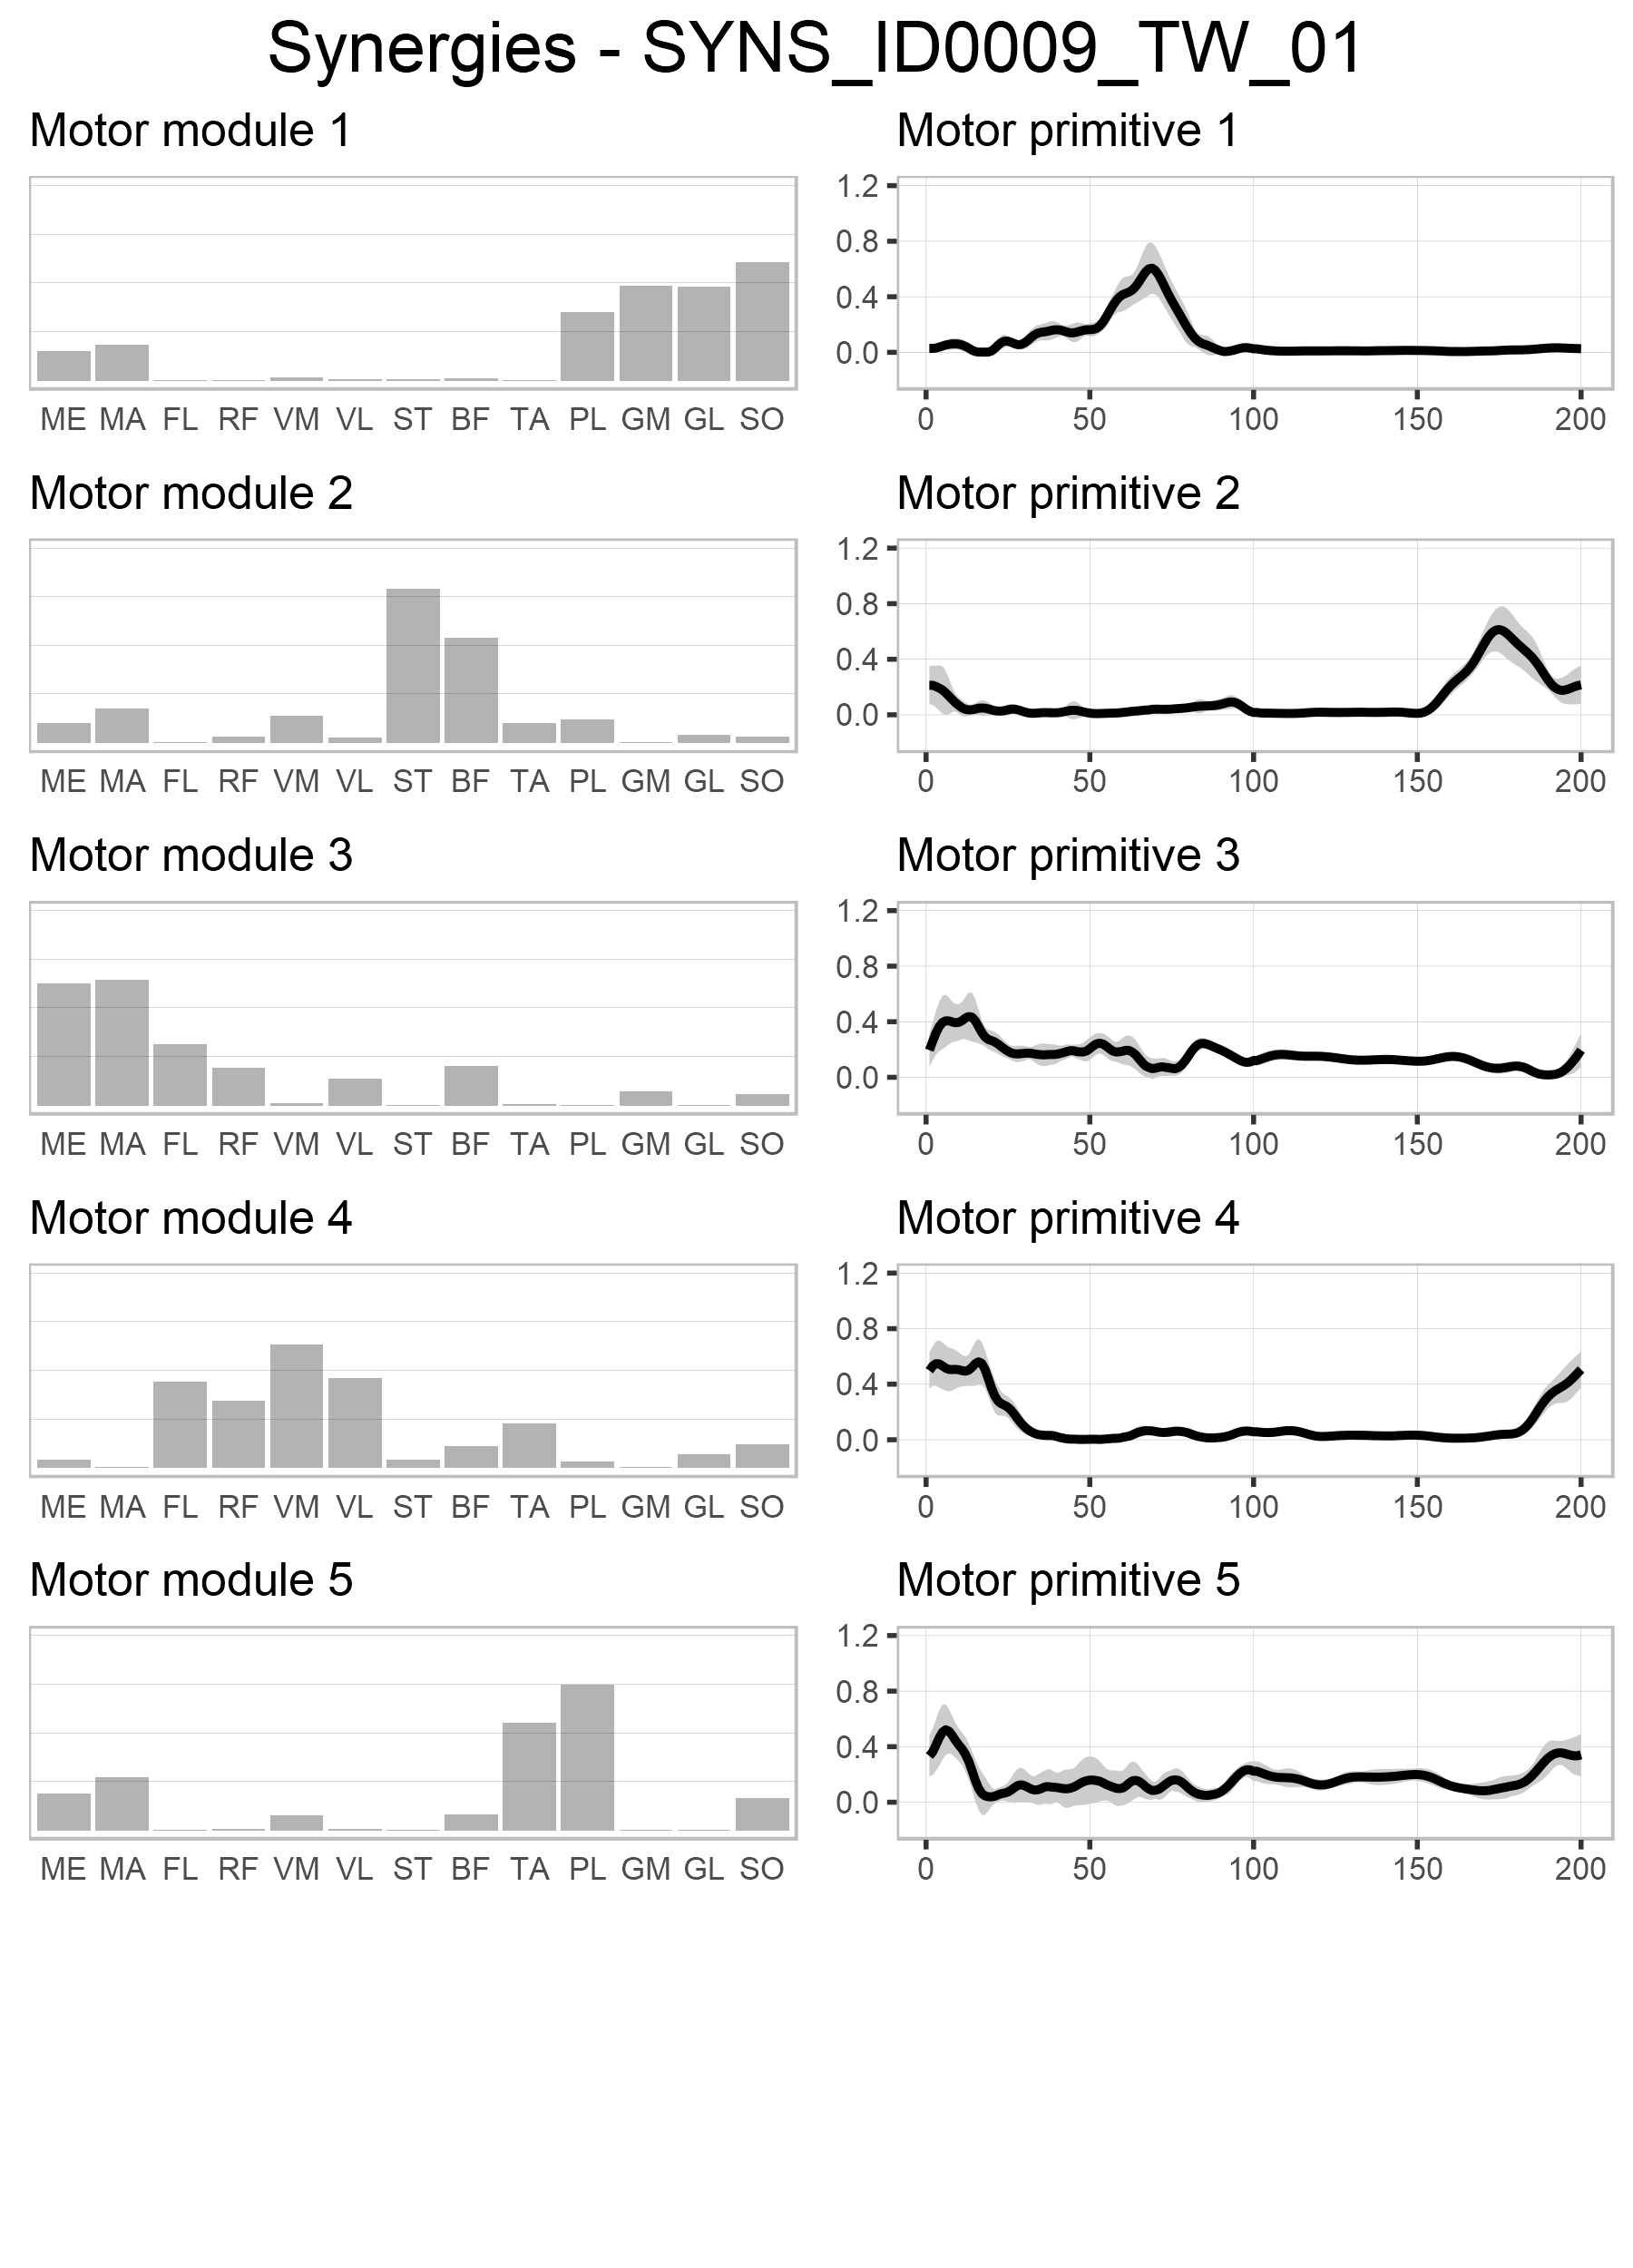 Synergies - SYNS_ID0009_TW_01
Motor module 1
Motor primitive 1
1.2
0.8
0.4
0.0
ME MA FL RF VM VL ST BF TA PL GM GL SO
0 50 100 150 200
Motor module 2
Motor primitive 2
1.2
0.8
0.4
0.0
ME MA FL RF VM VL ST BF TA PL GM GL SO
0 50 100 150 200
Motor module 3
Motor primitive 3
1.2
0.8
0.4
0.0
ME MA FL RF VM VL ST BF TA PL GM GL SO
0 50 100 150 200
Motor module 4
Motor primitive 4
1.2
0.8
0.4
0.0
ME MA FL RF VM VL ST BF TA PL GM GL SO
0 50 100 150 200
Motor module 5
Motor primitive 5
1.2
0.8
0.4
0.0
ME MA FL RF VM VL ST BF TA PL GM GL SO
0 50 100 150 200